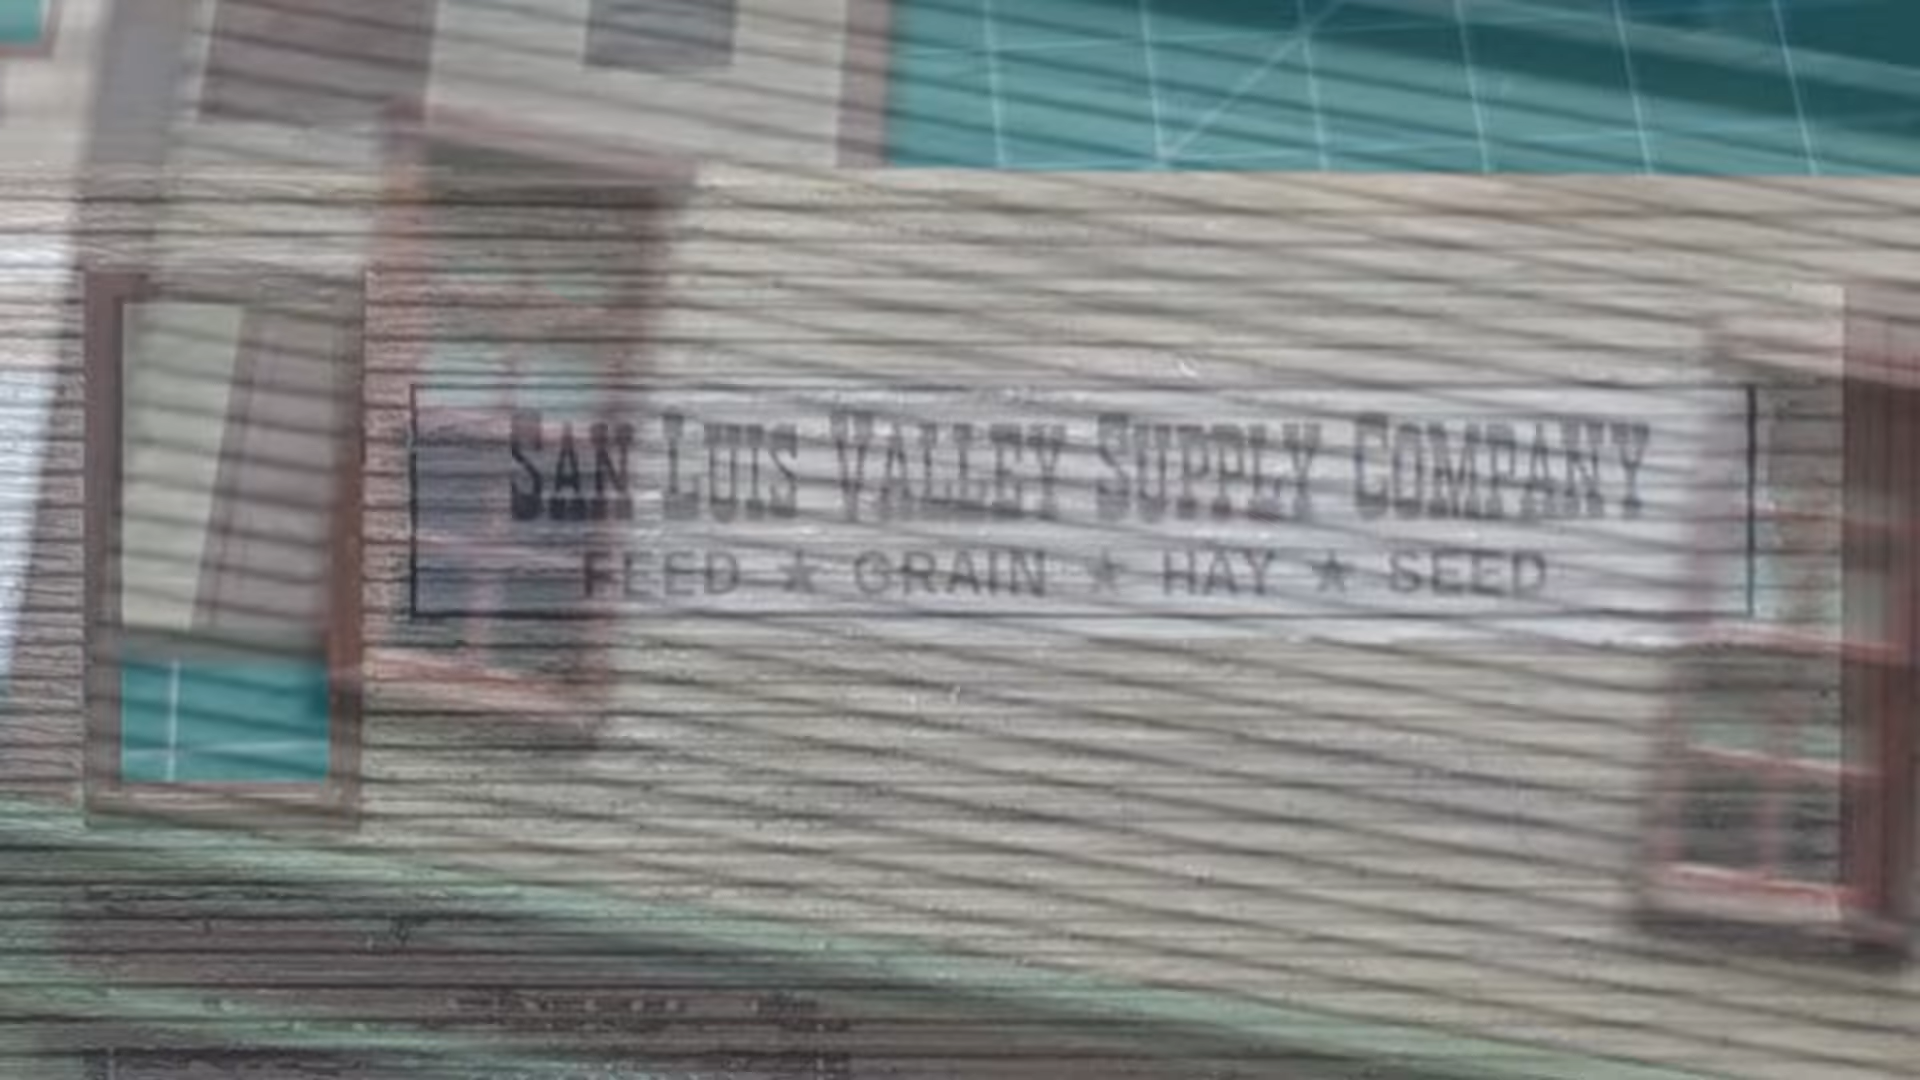 SAN LUIS VALLEY SUPPLY COMPANY
FEED ★ GRAIN ★ HAY ★ SEED